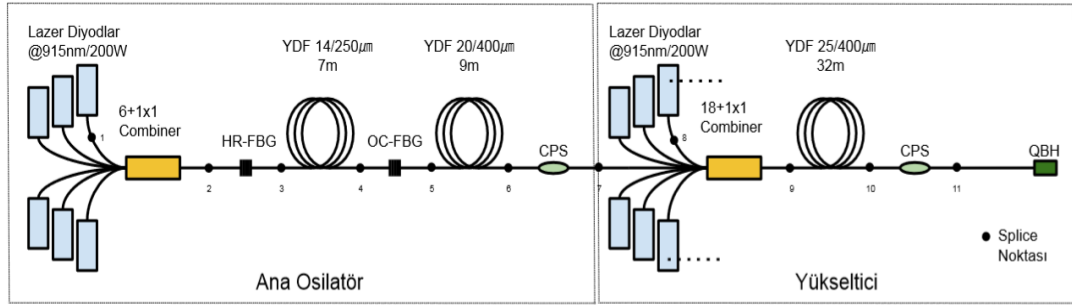 Lazer Diyodlar
@915nm/200W
6+1x1
Combiner
1
2
HR-FBG
3
YDF 14/250㎛
7m
4
OC-FBG
5
YDF 20/400㎛
9m
6
CPS
7
Ana Osilatör
Lazer Diyodlar
@915nm/200W
8
18+1x1
Combiner
9
YDF 25/400㎛
32m
10
CPS
11
QBH
Splice
Noktası
Yükseltici